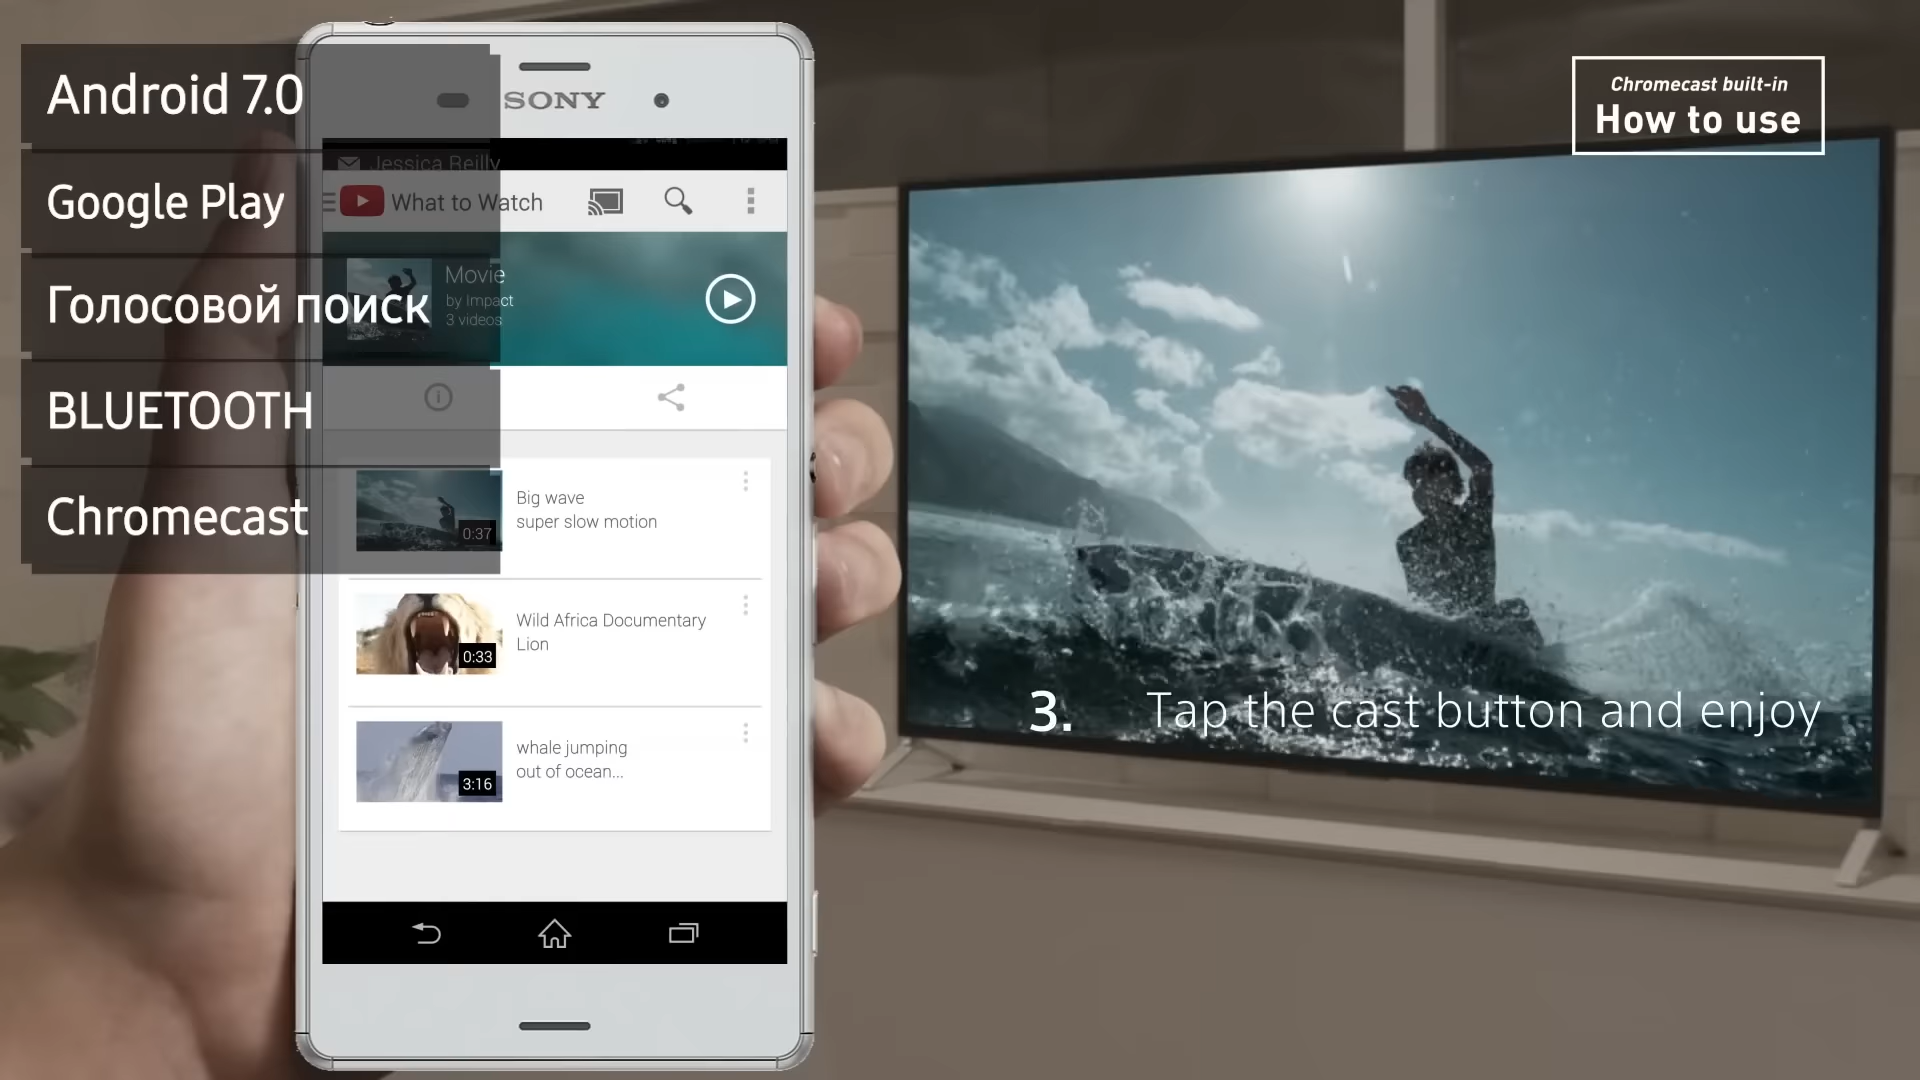 Android 7.0
Google Play
Голосовой поиск
BLUETOOTH
Chromecast
SONY
Jessica Reilly
What to Watch
Movie
by Impact
3 videos
0:37
Big wave
super slow motion
0:33
Wild Africa Documentary
Lion
3:16
whale jumping
out of ocean...
Chromecast built-in
How to use
3. Tap the cast button and enjoy